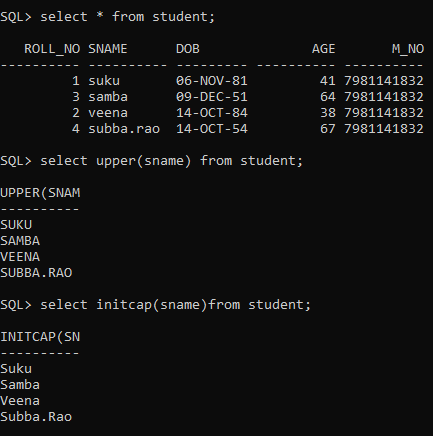 SQL> select * from student;
ROLL_NO SNAME DOB AGE M_NO
---------- ---------- --------- ---------- ----------
1 suku 06-NOV-81 41 7981141832
3 samba 09-DEC-51 64 7981141832
2 veena 14-OCT-84 38 7981141832
4 subba.rao 14-OCT-54 67 7981141832
SQL> select upper(sname) from student;
UPPER(SNAM
----------
SUKU
SAMBA
VEENA
SUBBA.RAO
SQL> select initcap(sname)from student;
INITCAP(SN
----------
Suku
Samba
Veena
Subba.Rao